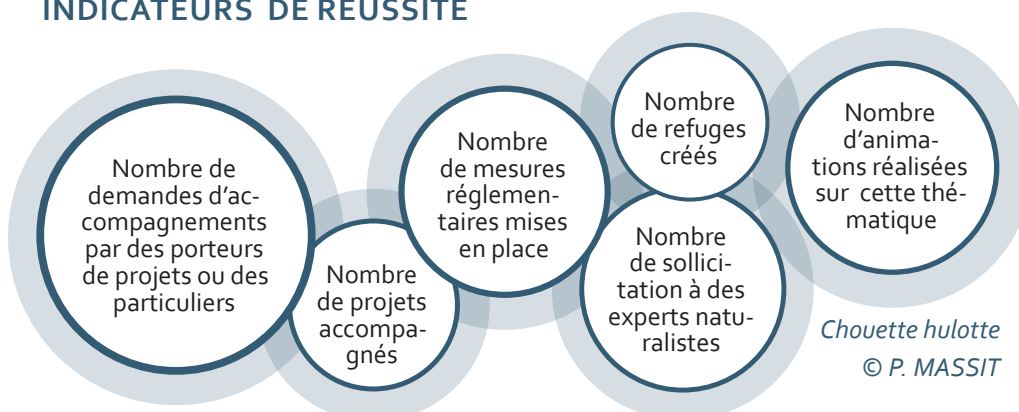 INDICATEURS DE RÉUSSITE
Nombre de
demandes d'ac-
compagnements
par des porteurs
de projets ou des
particuliers
Nombre
de projets
accompa-
gnés
Nombre
de mesures
réglemen-
taires mises
en place
Nombre
de refuges
créés
Nombre
de sollici-
tation à des
experts natu-
ralistes
Nombre
d'anima-
tions réalisées
sur cette thé-
matique
Chouette hulotte
© P. MASSIT